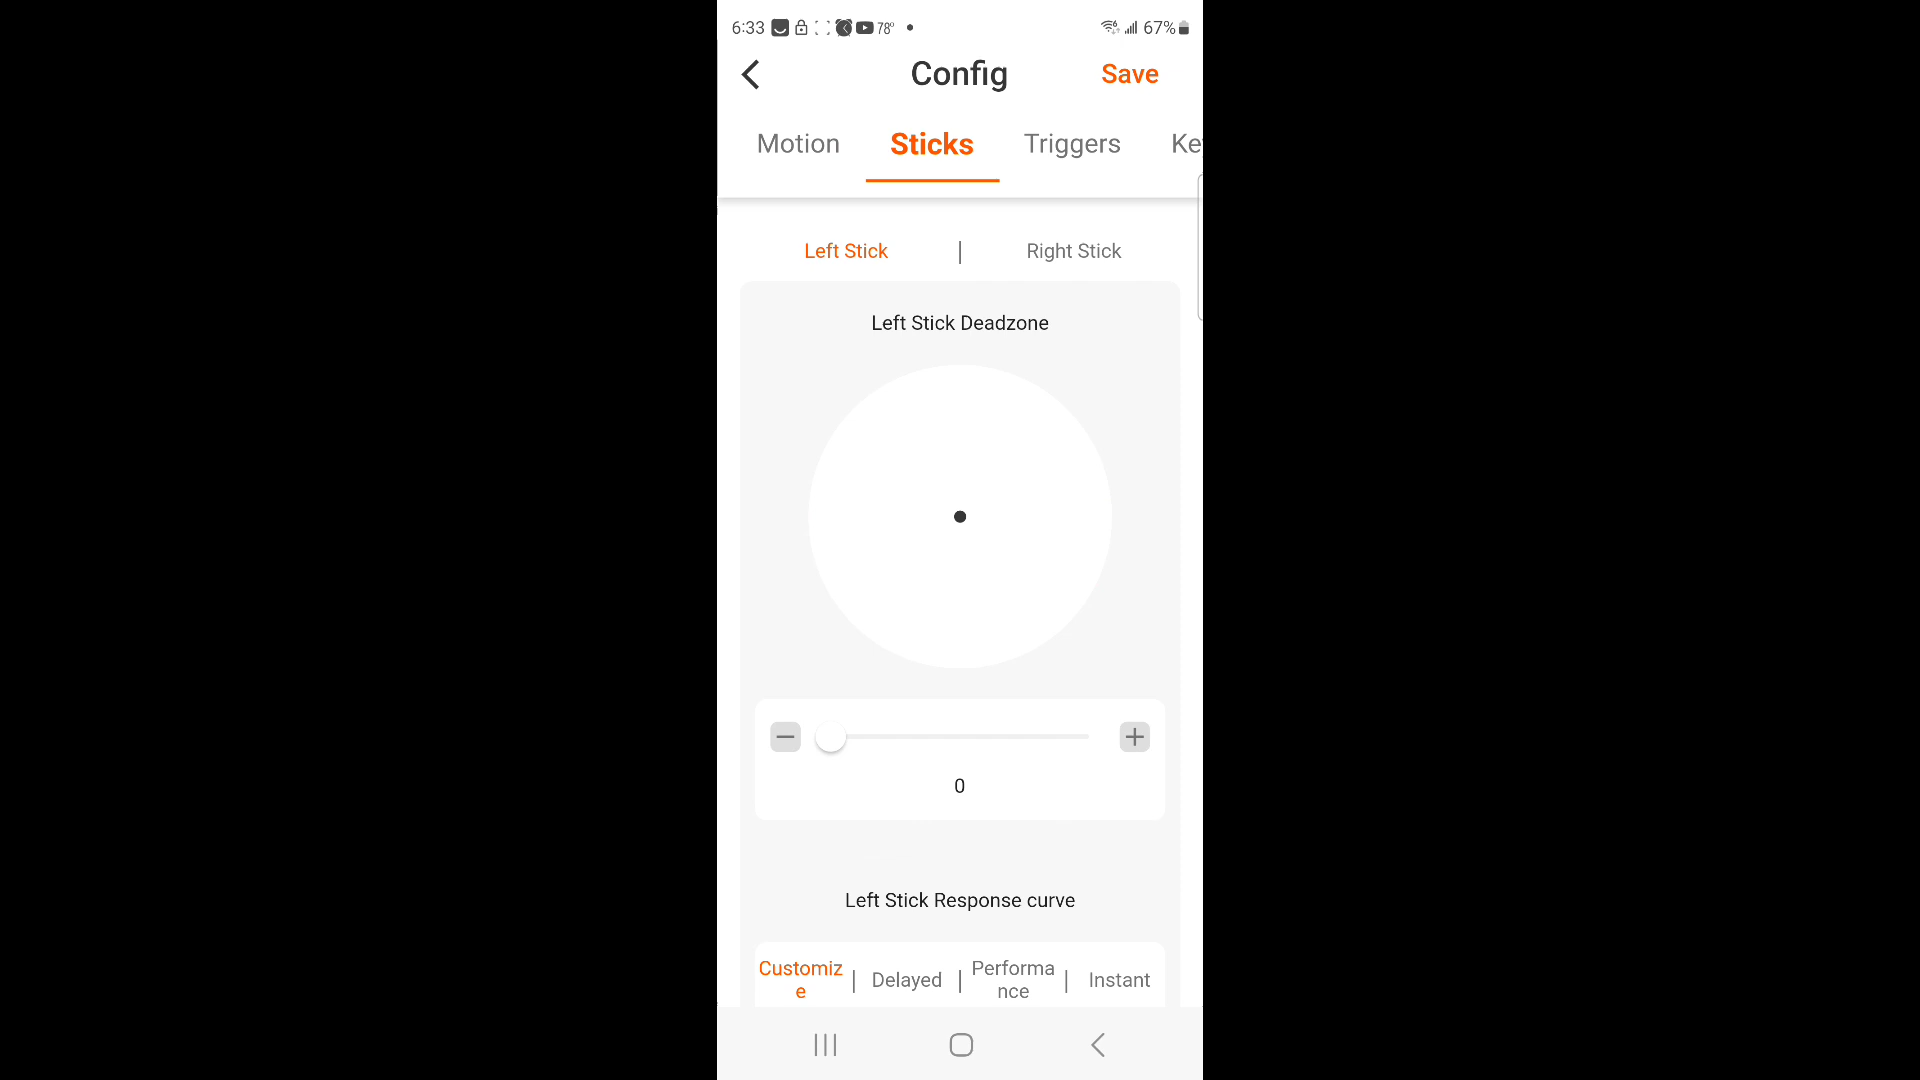 6:33 78° 67%
Config Save
Motion Sticks Triggers Ke
Left Stick | Right Stick
Left Stick Deadzone
0
Left Stick Response curve
Customiz | Delayed | Performa | Instant
e nce